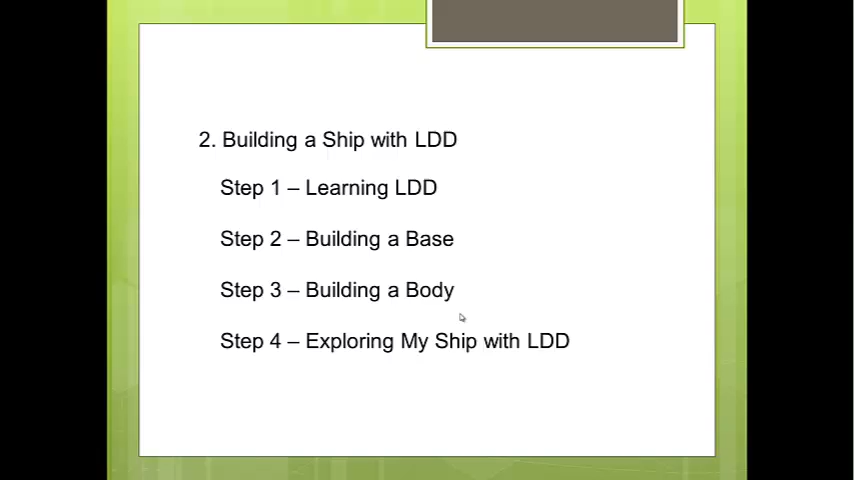 2. Building a Ship with LDD
Step 1 – Learning LDD
Step 2 – Building a Base
Step 3 – Building a Body
Step 4 – Exploring My Ship with LDD